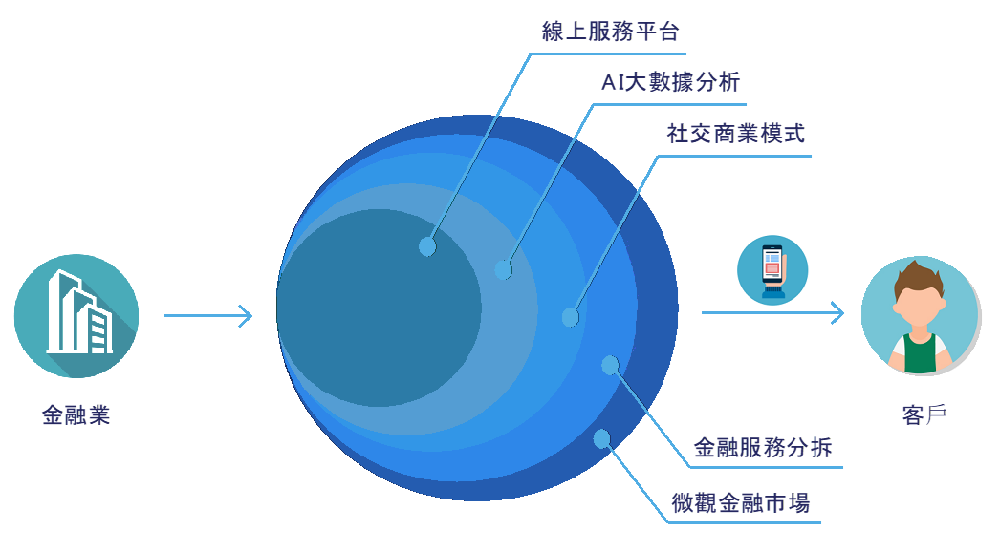 線上服務平台
AI大數據分析
社交商業模式
金融業
客戶
金融服務分拆
微觀金融市場